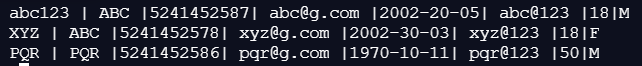 abc123 | ABC |5241452587| abc@g.com |2002-20-05| abc@123 |18|M
XYZ | ABC |5241452578| xyz@g.com |2002-30-03| xyz@123 |18|F
PQR | PQR |5241452586| pqr@g.com |1970-10-11| pqr@123 |50|M